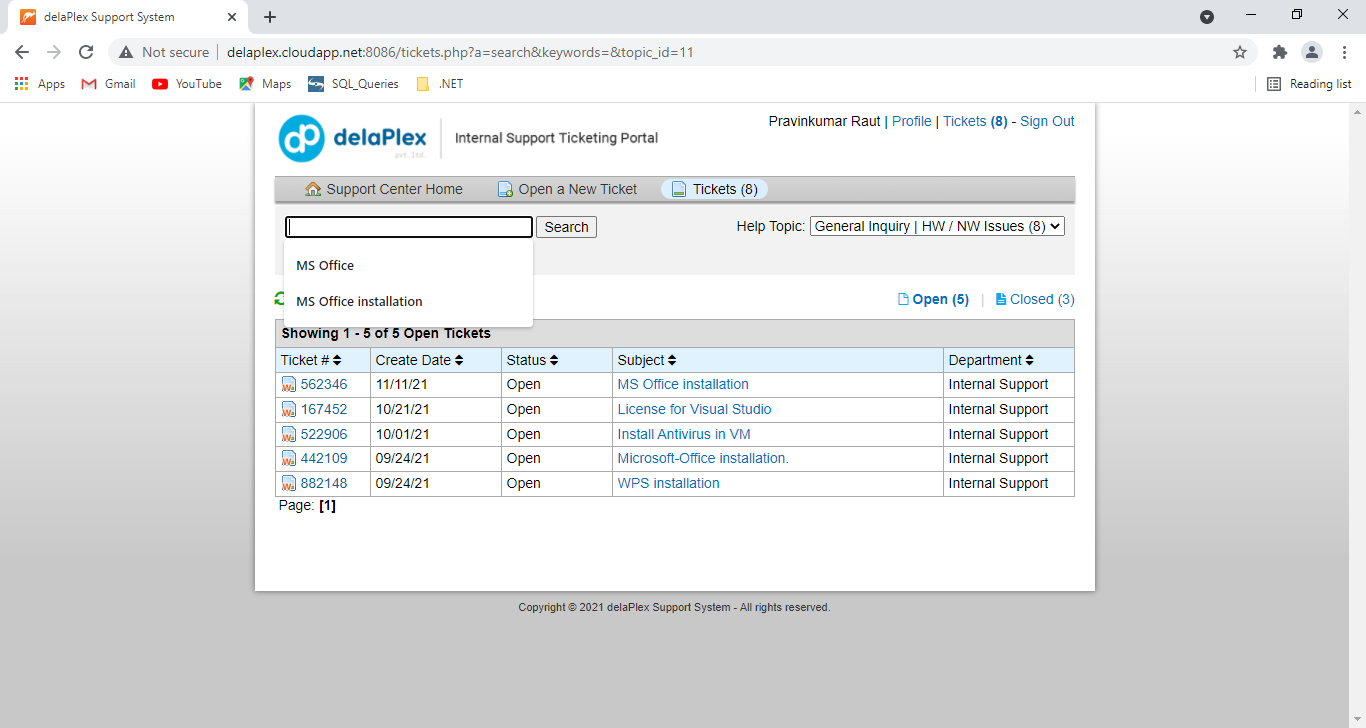 delaPlex Support System
Not secure
delaplex.cloudapp.net:8086/tickets.php?a=search&keywords=&topic_id=11
Apps Gmail YouTube Maps SQL_Queries .NET Reading list
dp delaPlex pvt.ltd. Internal Support Ticketing Portal
Pravinkumar Raut | Profile | Tickets (8) - Sign Out
Support Center Home Open a New Ticket Tickets (8)
Search Help Topic: General Inquiry | HW / NW Issues (8)
MS Office
MS Office installation
Open (5) | Closed (3)
Showing 1 - 5 of 5 Open Tickets
Ticket # Create Date Status Subject Department
562346 11/11/21 Open MS Office installation Internal Support
167452 10/21/21 Open License for Visual Studio Internal Support
522906 10/01/21 Open Install Antivirus in VM Internal Support
442109 09/24/21 Open Microsoft-Office installation. Internal Support
882148 09/24/21 Open WPS installation Internal Support
Page: [1]
Copyright © 2021 delaPlex Support System - All rights reserved.